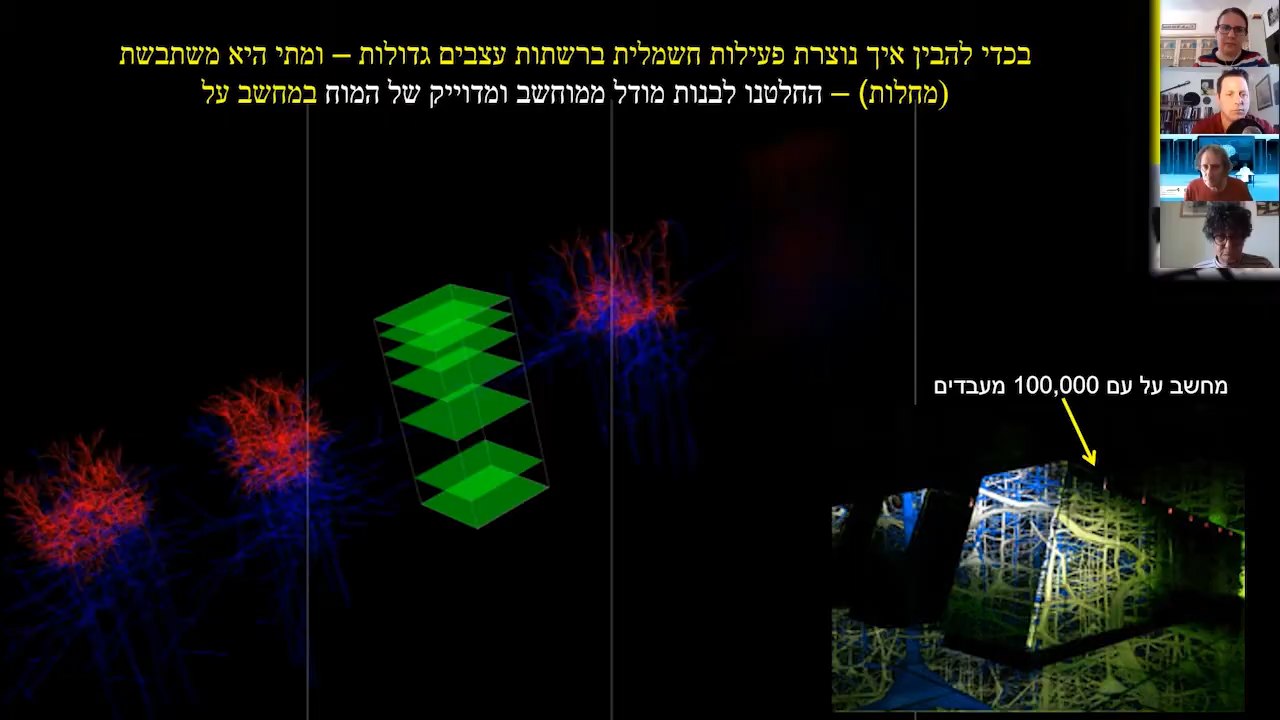 בכדי להבין איך נוצרת פעילות חשמלית ברשתות עצבים גדולות – ומתי היא משתבשת
(מחלות) – החלטנו לבנות מודל ממוחשב ומדוייק של המוח במחשב על
מחשב על עם 100,000 מעבדים